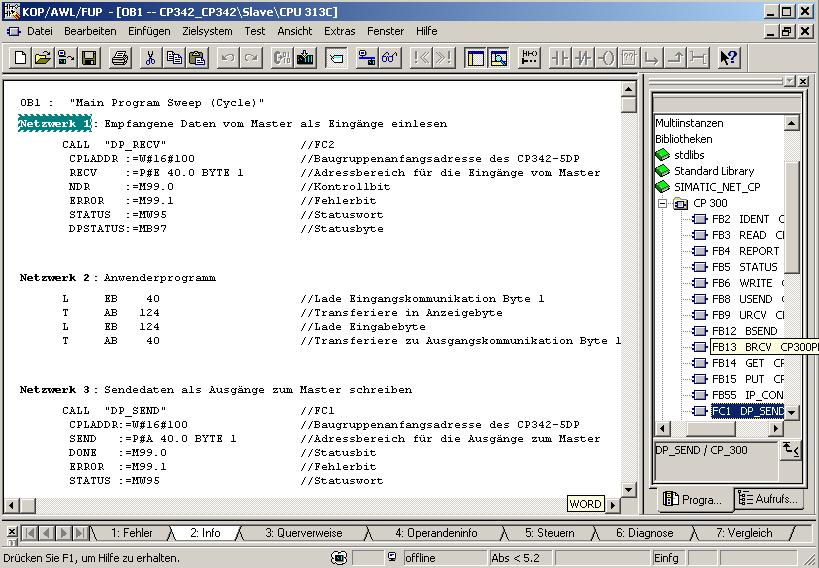 KOP/AWL/FUP - [OB1 -- CP342_CP342\Slave\CPU 313C]
Datei Bearbeiten Einfügen Zielsystem Test Ansicht Extras Fenster Hilfe
OB1 : "Main Program Sweep (Cycle)"
Netzwerk 1: Empfangene Daten vom Master als Eingänge einlesen
CALL "DP_RECV" //FC2
CPLADDR :=W#16#100 //Baugruppenanfangsadresse des CP342-5DP
RECV :=P#E 40.0 BYTE 1 //Adressbereich für die Eingänge vom Master
NDR :=M99.0 //Kontrollbit
ERROR :=M99.1 //Fehlerbit
STATUS :=MW95 //Statuswort
DPSTATUS:=MB97 //Statusbyte
Netzwerk 2: Anwenderprogramm
L EB 40 //Lade Eingangskommunikation Byte 1
T AB 124 //Transferiere in Anzeigebyte
L EB 124 //Lade Eingabebyte
T AB 40 //Transferiere zu Ausgangskommunikation Byte 1
Netzwerk 3: Sendedaten als Ausgänge zum Master schreiben
CALL "DP_SEND" //FC1
CPLADDR:=W#16#100 //Baugruppenanfangsadresse des CP342-5DP
SEND :=P#A 40.0 BYTE 1 //Adressbereich für die Ausgänge zum Master
DONE :=M99.0 //Statusbit
ERROR :=M99.1 //Fehlerbit
STATUS :=MW95 //Statuswort
WORD
Multiinstanzen
Bibliotheken
stdlibs
Standard Library
SIMATIC_NET_CP
CP 300
FB2 IDENT
FB3 READ
FB4 REPORT
FB5 STATUS
FB6 WRITE
FB8 USEND
FB9 URCV
FB12 BSEND
FB13 BRCV
FB14 GET
FB15 PUT
FB55 IP_CON
FC1 DP_SEND
DP_SEND / CP_300
Progra... Aufrufs...
1: Fehler 2: Info 3: Querverweise 4: Operandeninfo 5: Steuern 6: Diagnose 7: Vergleich
Drücken Sie F1, um Hilfe zu erhalten. offline Abs < 5.2 Einfg